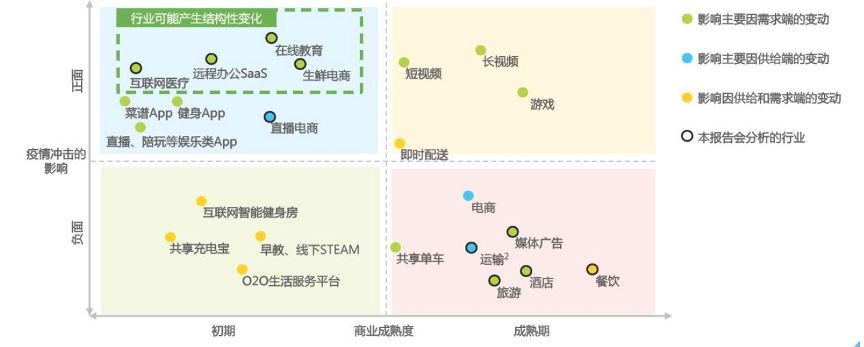 行业可能产生结构性变化
在线教育
互联网医疗
远程办公SaaS
生鲜电商
菜谱App
健身App
直播电商
直播、陪玩等娱乐类App
短视频
长视频
游戏
即时配送
影响主要因需求端的变动
影响主要因供给端的变动
影响因供给和需求端的变动
本报告会分析的行业
正面
疫情冲击的
影响
负面
互联网智能健身房
共享充电宝
早教、线下STEAM
O2O生活服务平台
电商
媒体广告
共享单车
运输2
酒店
旅游
餐饮
初期
商业成熟度
成熟期